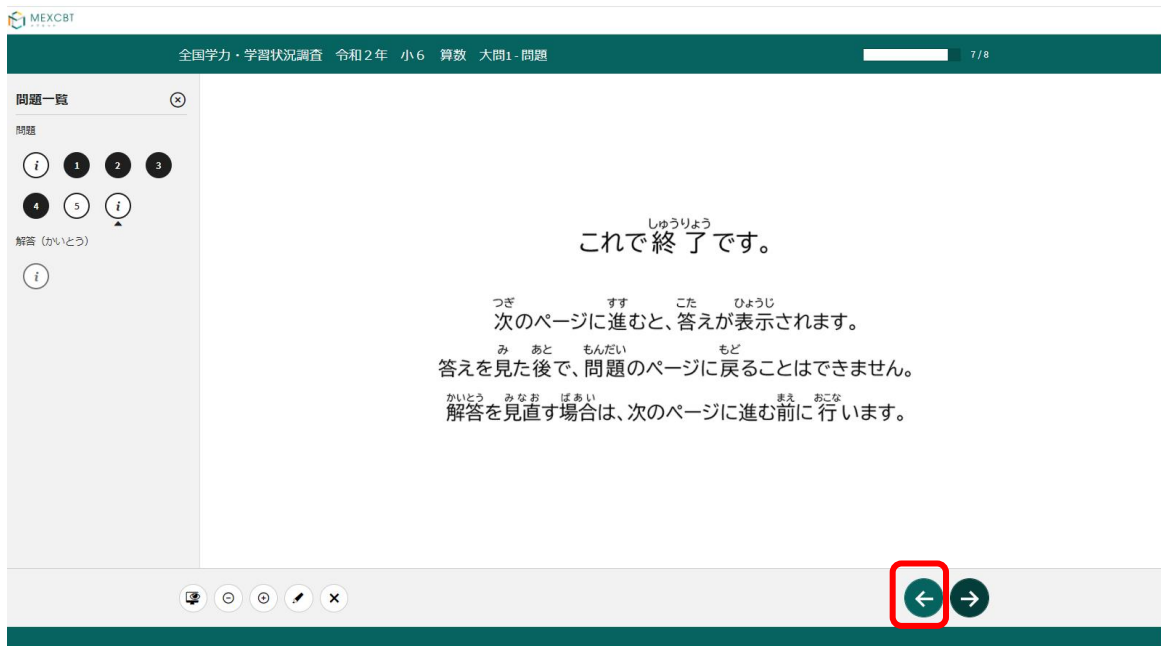 MEXCBT
全国学力・学習状況調査 令和2年 小6 算数 大問1-問題
7/8
問題一覧
問題
i 1 2 3
4 5 i
解答（かいとう）
i
しゅうりょう
これで終了です。
つぎ すす こた ひょうじ
次のページに進むと、答えが表示されます。
み あと もんだい もど
答えを見た後で、問題のページに戻ることはできません。
かいとう みなお ばあい まえ おこな
解答を見直す場合は、次のページに進む前に行います。